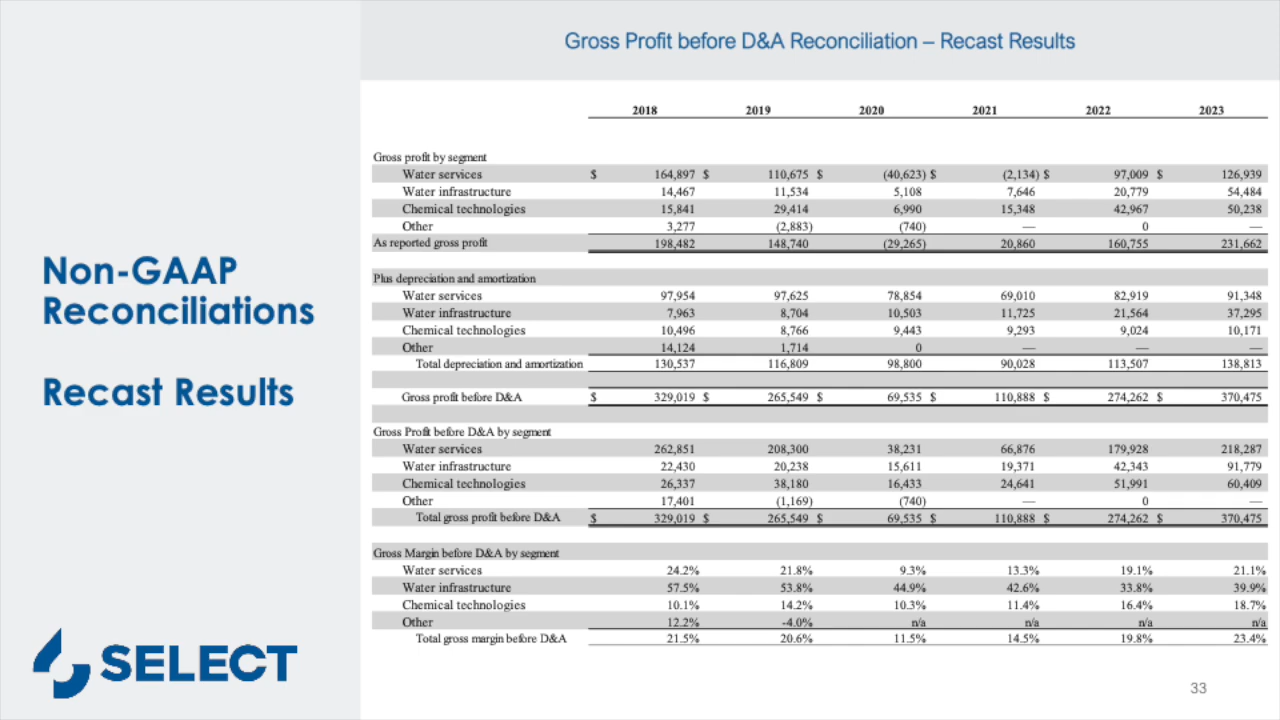 Gross Profit before D&A Reconciliation – Recast Results
Non-GAAP
Reconciliations
Recast Results
SELECT
2018 2019 2020 2021 2022 2023
Gross profit by segment
Water services $ 164,897 $ 110,675 $ (40,623) $ (2,134) $ 97,009 $ 126,939
Water infrastructure 14,467 11,534 5,108 7,646 20,779 54,484
Chemical technologies 15,841 29,414 6,990 15,348 42,967 50,238
Other 3,277 (2,883) (740) — 0 —
As reported gross profit 198,482 148,740 (29,265) 20,860 160,755 231,662
Plus depreciation and amortization
Water services 97,954 97,625 78,854 69,010 82,919 91,348
Water infrastructure 7,963 8,704 10,503 11,725 21,564 37,295
Chemical technologies 10,496 8,766 9,443 9,293 9,024 10,171
Other 14,124 1,714 0 — — —
Total depreciation and amortization 130,537 116,809 98,800 90,028 113,507 138,813
Gross profit before D&A $ 329,019 $ 265,549 $ 69,535 $ 110,888 $ 274,262 $ 370,475
Gross Profit before D&A by segment
Water services 262,851 208,300 38,231 66,876 179,928 218,287
Water infrastructure 22,430 20,238 15,611 19,371 42,343 91,779
Chemical technologies 26,337 38,180 16,433 24,641 51,991 60,409
Other 17,401 (1,169) (740) — 0 —
Total gross profit before D&A $ 329,019 $ 265,549 $ 69,535 $ 110,888 $ 274,262 $ 370,475
Gross Margin before D&A by segment
Water services 24.2% 21.8% 9.3% 13.3% 19.1% 21.1%
Water infrastructure 57.5% 53.8% 44.9% 42.6% 33.8% 39.9%
Chemical technologies 10.1% 14.2% 10.3% 11.4% 16.4% 18.7%
Other 12.2% -4.0% n/a n/a n/a n/a
Total gross margin before D&A 21.5% 20.6% 11.5% 14.5% 19.8% 23.4%
33